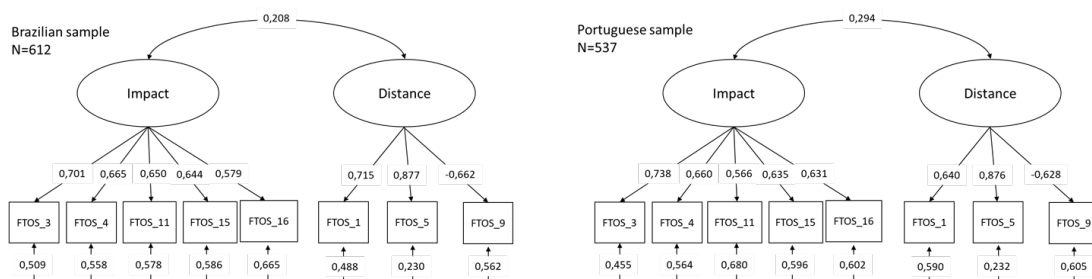 Brazilian sample
N=612
0,208
Impact
Distance
0,701 0,665 0,650 0,644 0,579
0,715 0,877 -0,662
FTOS_3 FTOS_4 FTOS_11 FTOS_15 FTOS_16
FTOS_1 FTOS_5 FTOS_9
0,509 0,558 0,578 0,586 0,665
0,488 0,230 0,562
Portuguese sample
N=537
0,294
Impact
Distance
0,738 0,660 0,566 0,635 0,631
0,640 0,876 -0,628
FTOS_3 FTOS_4 FTOS_11 FTOS_15 FTOS_16
FTOS_1 FTOS_5 FTOS_9
0,455 0,564 0,680 0,596 0,602
0,590 0,232 0,605